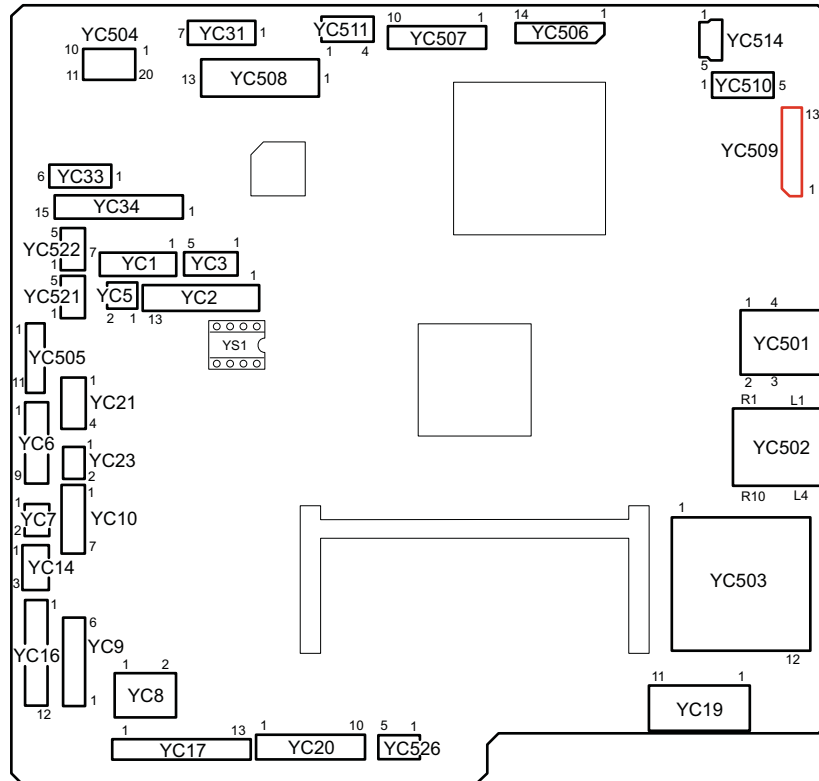 YC504
10 1
11 20
7 YC31 1
YC511
1 4
10 1
YC507
14 1
YC506
1
YC514
5
13 YC508 1
1 YC510 5
13
YC509
1
6 YC33 1
YC34
15 1
5
YC522
1
7 1
YC1
5 1
YC3
5
YC521
1
YC5
2 1
1
YC2
13
YS1
1
YC505
11
1 4
YC501
2 3
1
YC21
4
R1 L1
YC502
R10 L4
1
YC6
9
1
YC23
2
1
YC7
2
1
YC10
7
1
YC14
3
1
YC503
12
1
YC16
12
6
YC9
1
1 2
YC8
11 1
YC19
1 13
YC17
1 10
YC20
5 1
YC526